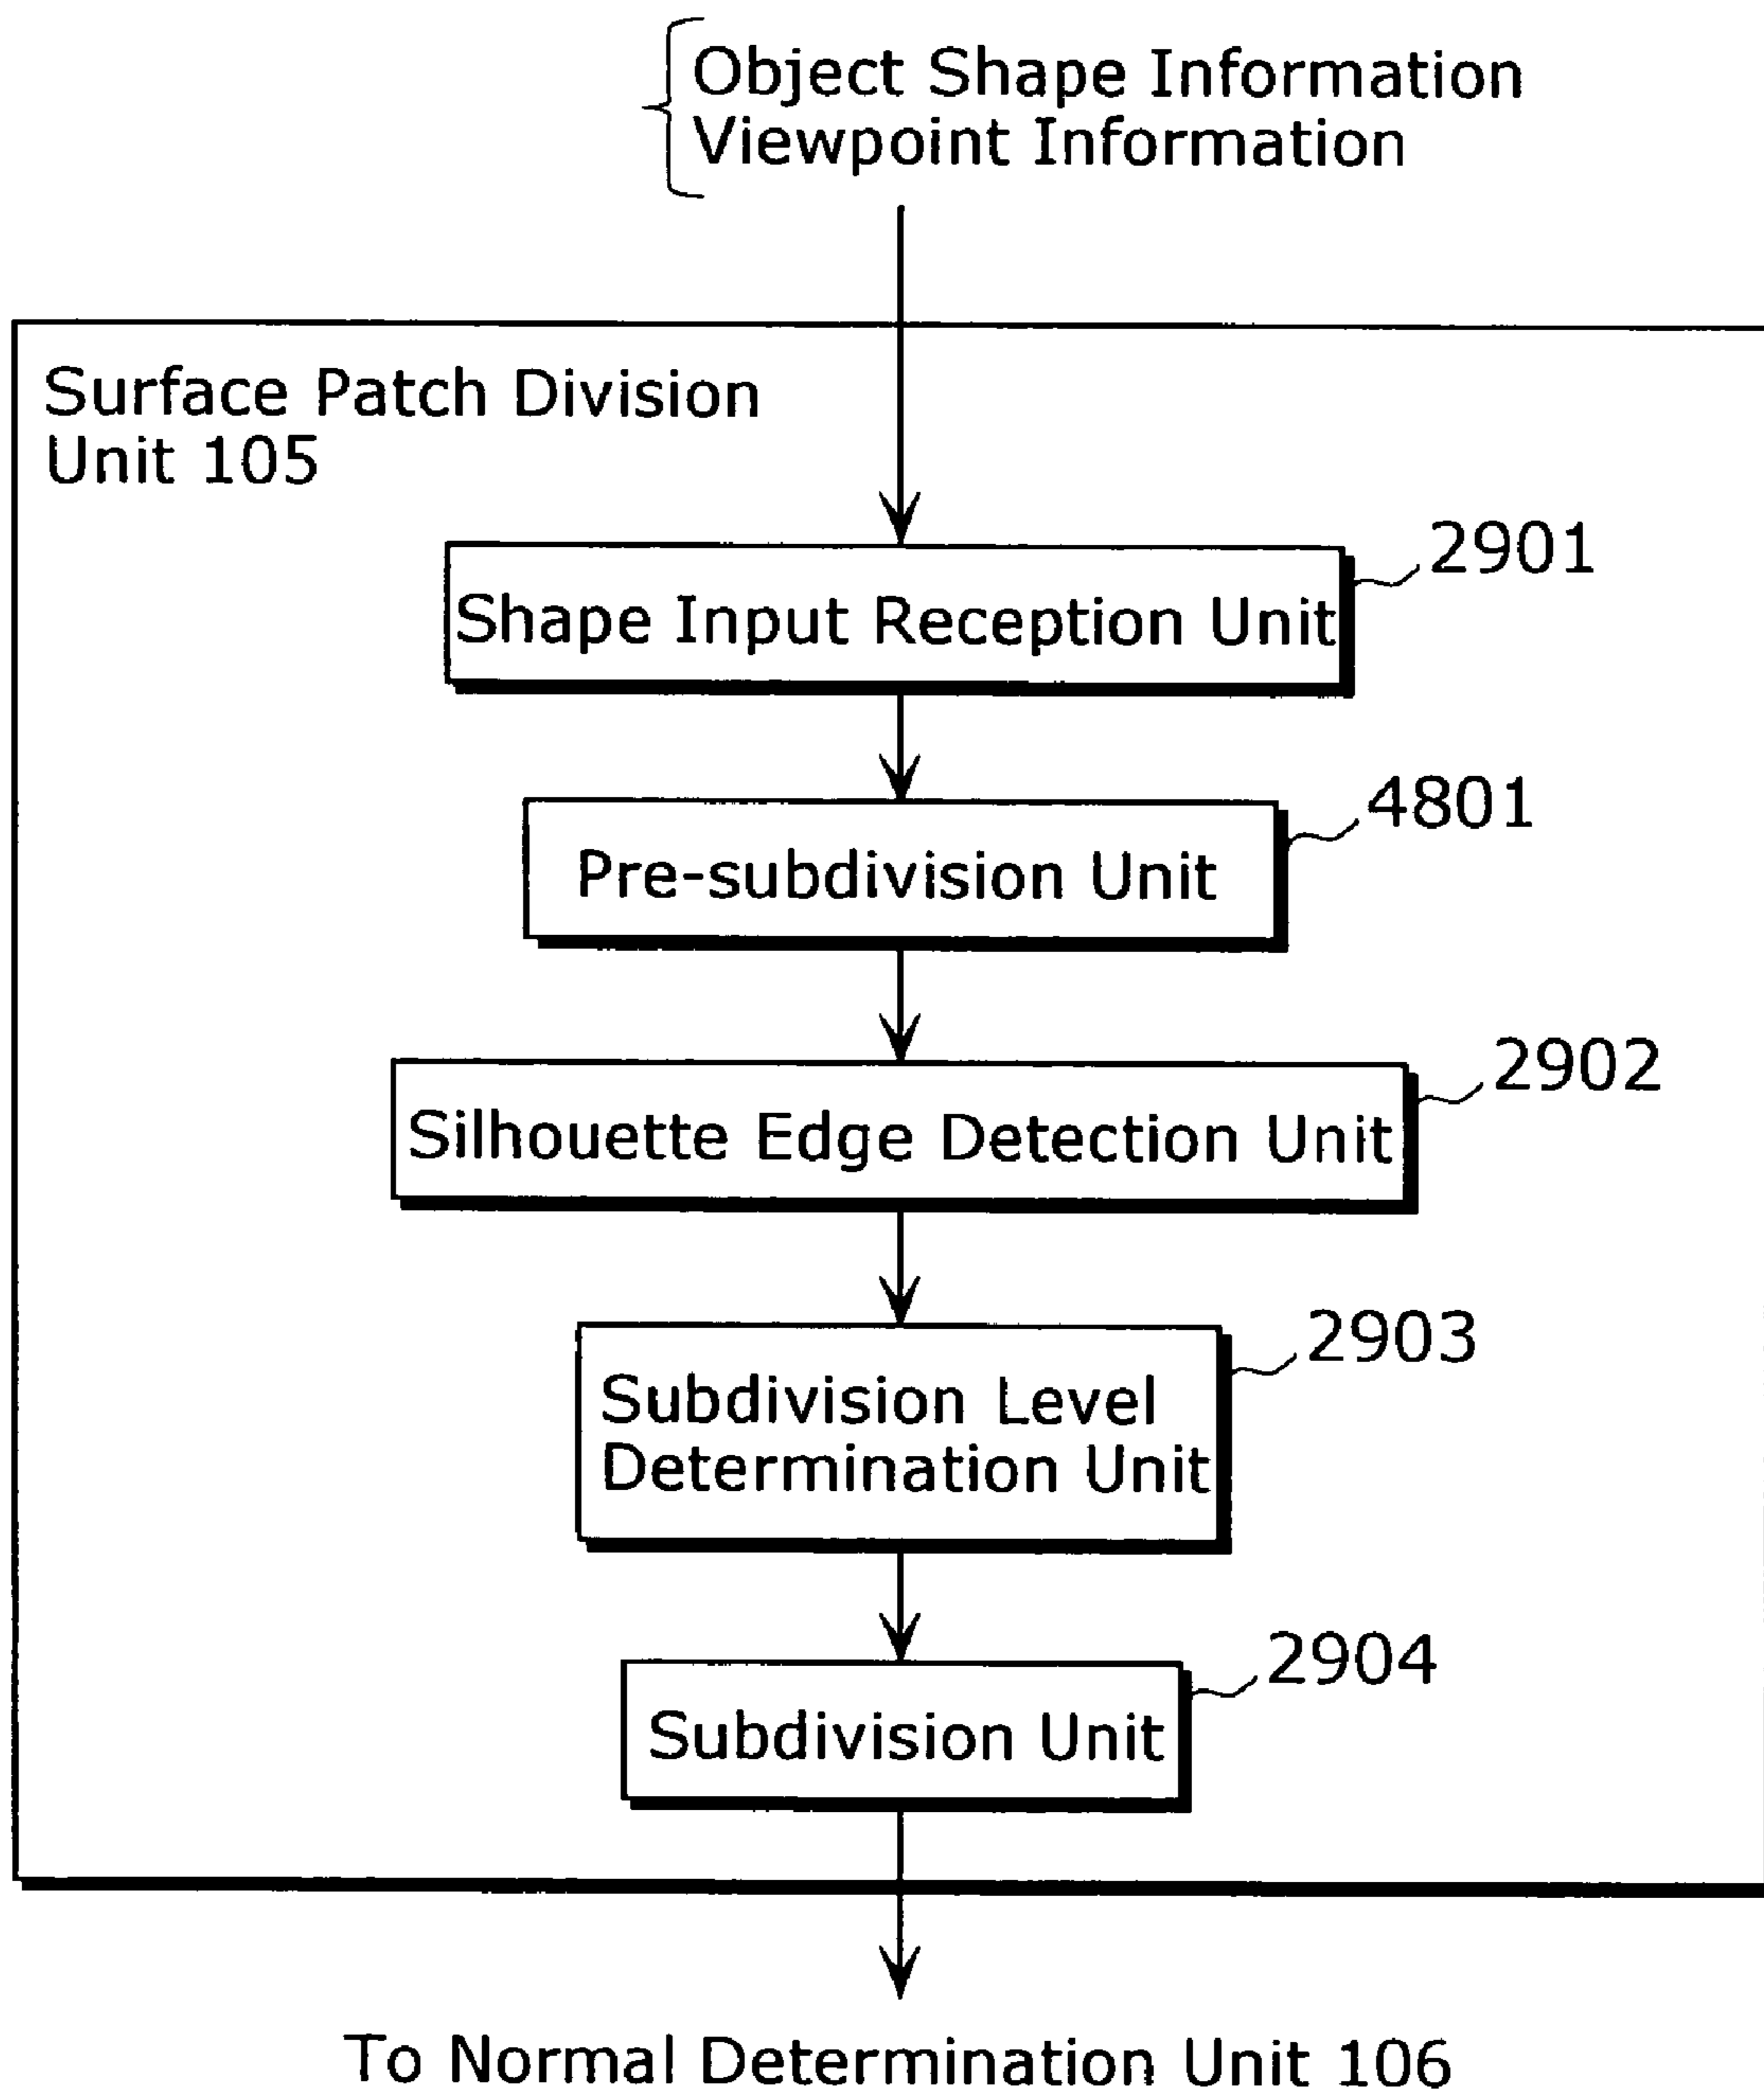 Object Shape Information
Viewpoint Information
Surface Patch Division
Unit 105
2901
Shape Input Reception Unit
4801
Pre-subdivision Unit
2902
Silhouette Edge Detection Unit
2903
Subdivision Level
Determination Unit
2904
Subdivision Unit
To Normal Determination Unit 106